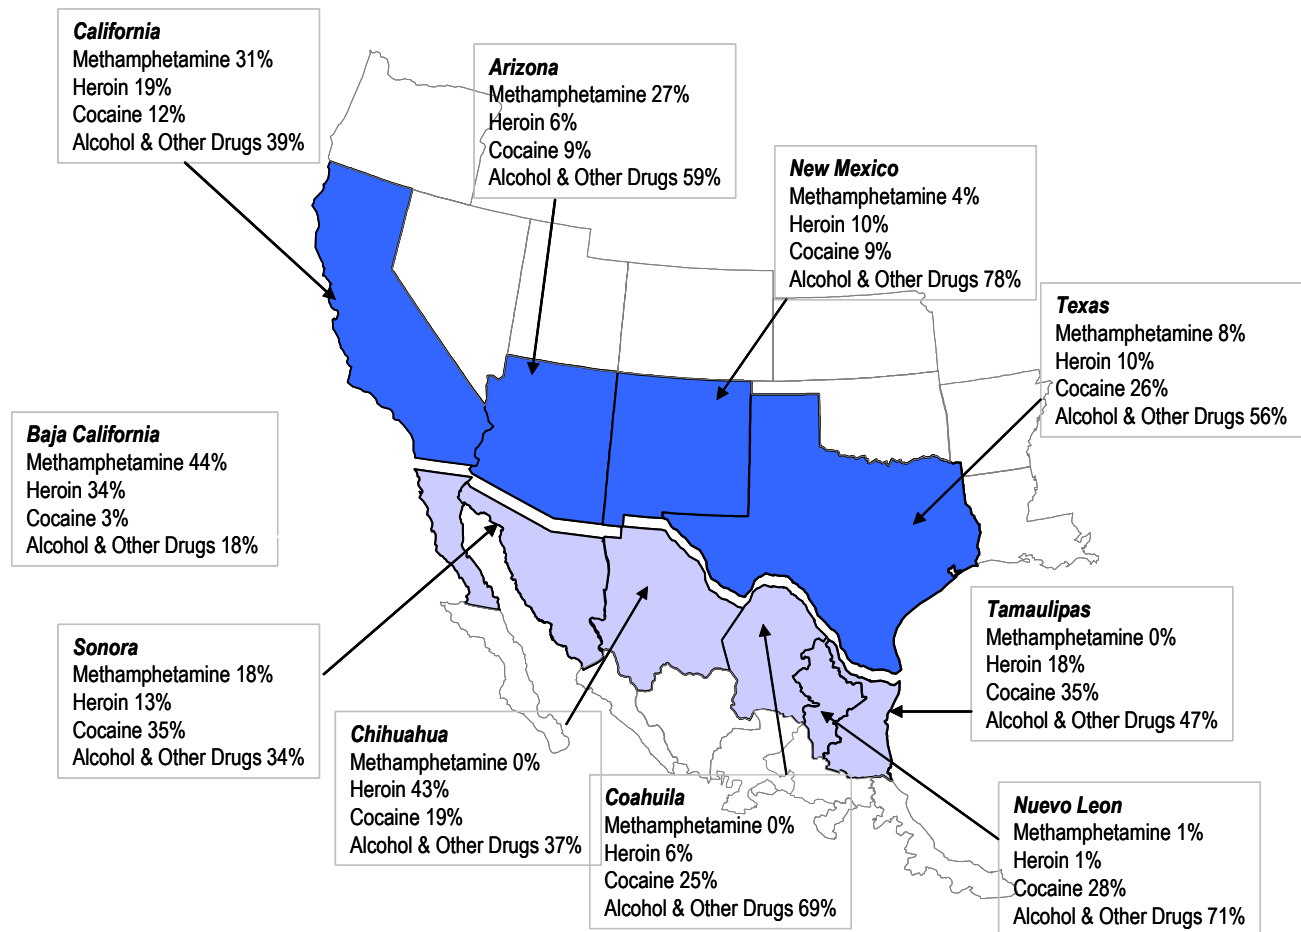 California
Methamphetamine 31%
Heroin 19%
Cocaine 12%
Alcohol & Other Drugs 39%
Arizona
Methamphetamine 27%
Heroin 6%
Cocaine 9%
Alcohol & Other Drugs 59%
New Mexico
Methamphetamine 4%
Heroin 10%
Cocaine 9%
Alcohol & Other Drugs 78%
Texas
Methamphetamine 8%
Heroin 10%
Cocaine 26%
Alcohol & Other Drugs 56%
Baja California
Methamphetamine 44%
Heroin 34%
Cocaine 3%
Alcohol & Other Drugs 18%
Sonora
Methamphetamine 18%
Heroin 13%
Cocaine 35%
Alcohol & Other Drugs 34%
Chihuahua
Methamphetamine 0%
Heroin 43%
Cocaine 19%
Alcohol & Other Drugs 37%
Coahuila
Methamphetamine 0%
Heroin 6%
Cocaine 25%
Alcohol & Other Drugs 69%
Tamaulipas
Methamphetamine 0%
Heroin 18%
Cocaine 35%
Alcohol & Other Drugs 47%
Nuevo Leon
Methamphetamine 1%
Heroin 1%
Cocaine 28%
Alcohol & Other Drugs 71%